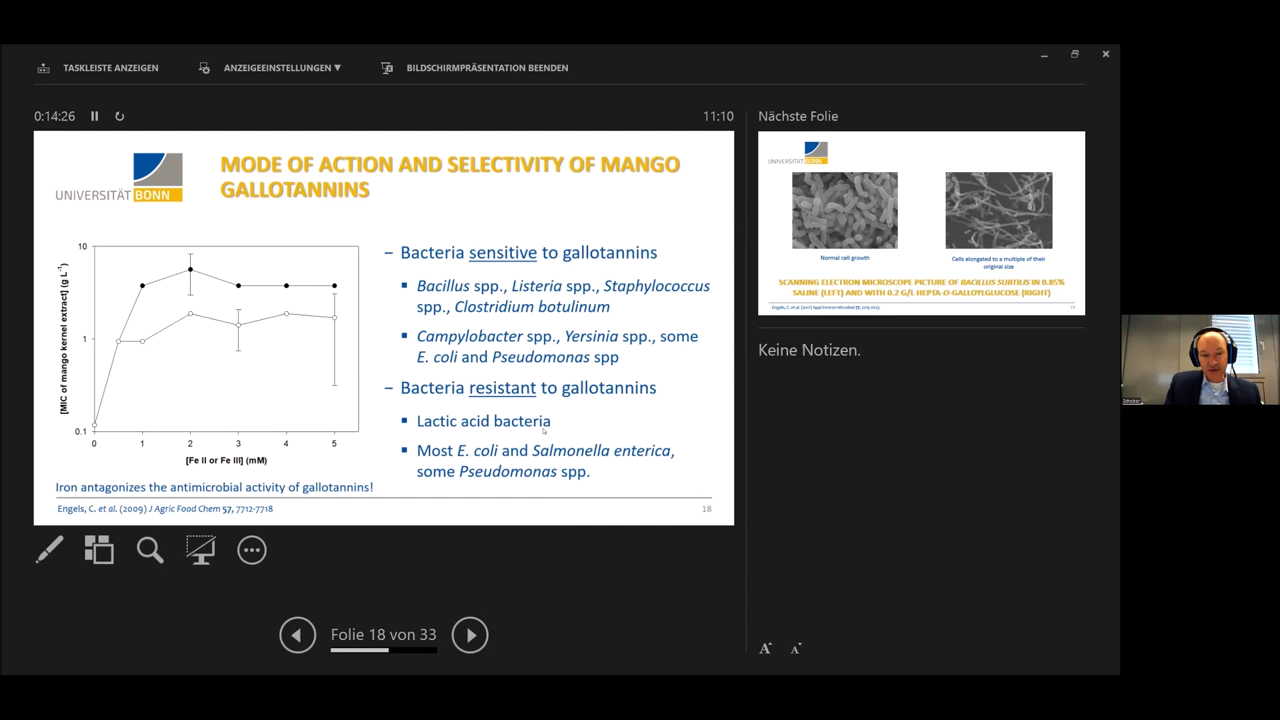 TASKLEISTE ANZEIGEN
ANZEIGEEINSTELLUNGEN ▼
BILDSCHIRMPRÄSENTATION BEENDEN
0:14:26
11:10
UNIVERSITÄT BONN
MODE OF ACTION AND SELECTIVITY OF MANGO
GALLOTANNINS
[MIC of mango kernel extract] (g L⁻¹)
10
1
0.1
0 1 2 3 4 5
[Fe II or Fe III] (mM)
Iron antagonizes the antimicrobial activity of gallotannins!
– Bacteria sensitive to gallotannins
▪ Bacillus spp., Listeria spp., Staphylococcus
spp., Clostridium botulinum
▪ Campylobacter spp., Yersinia spp., some
E. coli and Pseudomonas spp
– Bacteria resistant to gallotannins
▪ Lactic acid bacteria
▪ Most E. coli and Salmonella enterica,
some Pseudomonas spp.
Engels, C. et al. (2009) J Agric Food Chem 57, 7712-7718
18
Folie 18 von 33
Nächste Folie
UNIVERSITÄT BONN
Normal cell growth
Cells elongated to a multiple of their
original size
SCANNING ELECTRON MICROSCOPE PICTURE OF BACILLUS SUBTILIS IN 0.85%
SALINE (LEFT) AND WITH 0.2 G/L HEPTA-O-GALLOYLGLUCOSE (RIGHT)
Keine Notizen.
A A